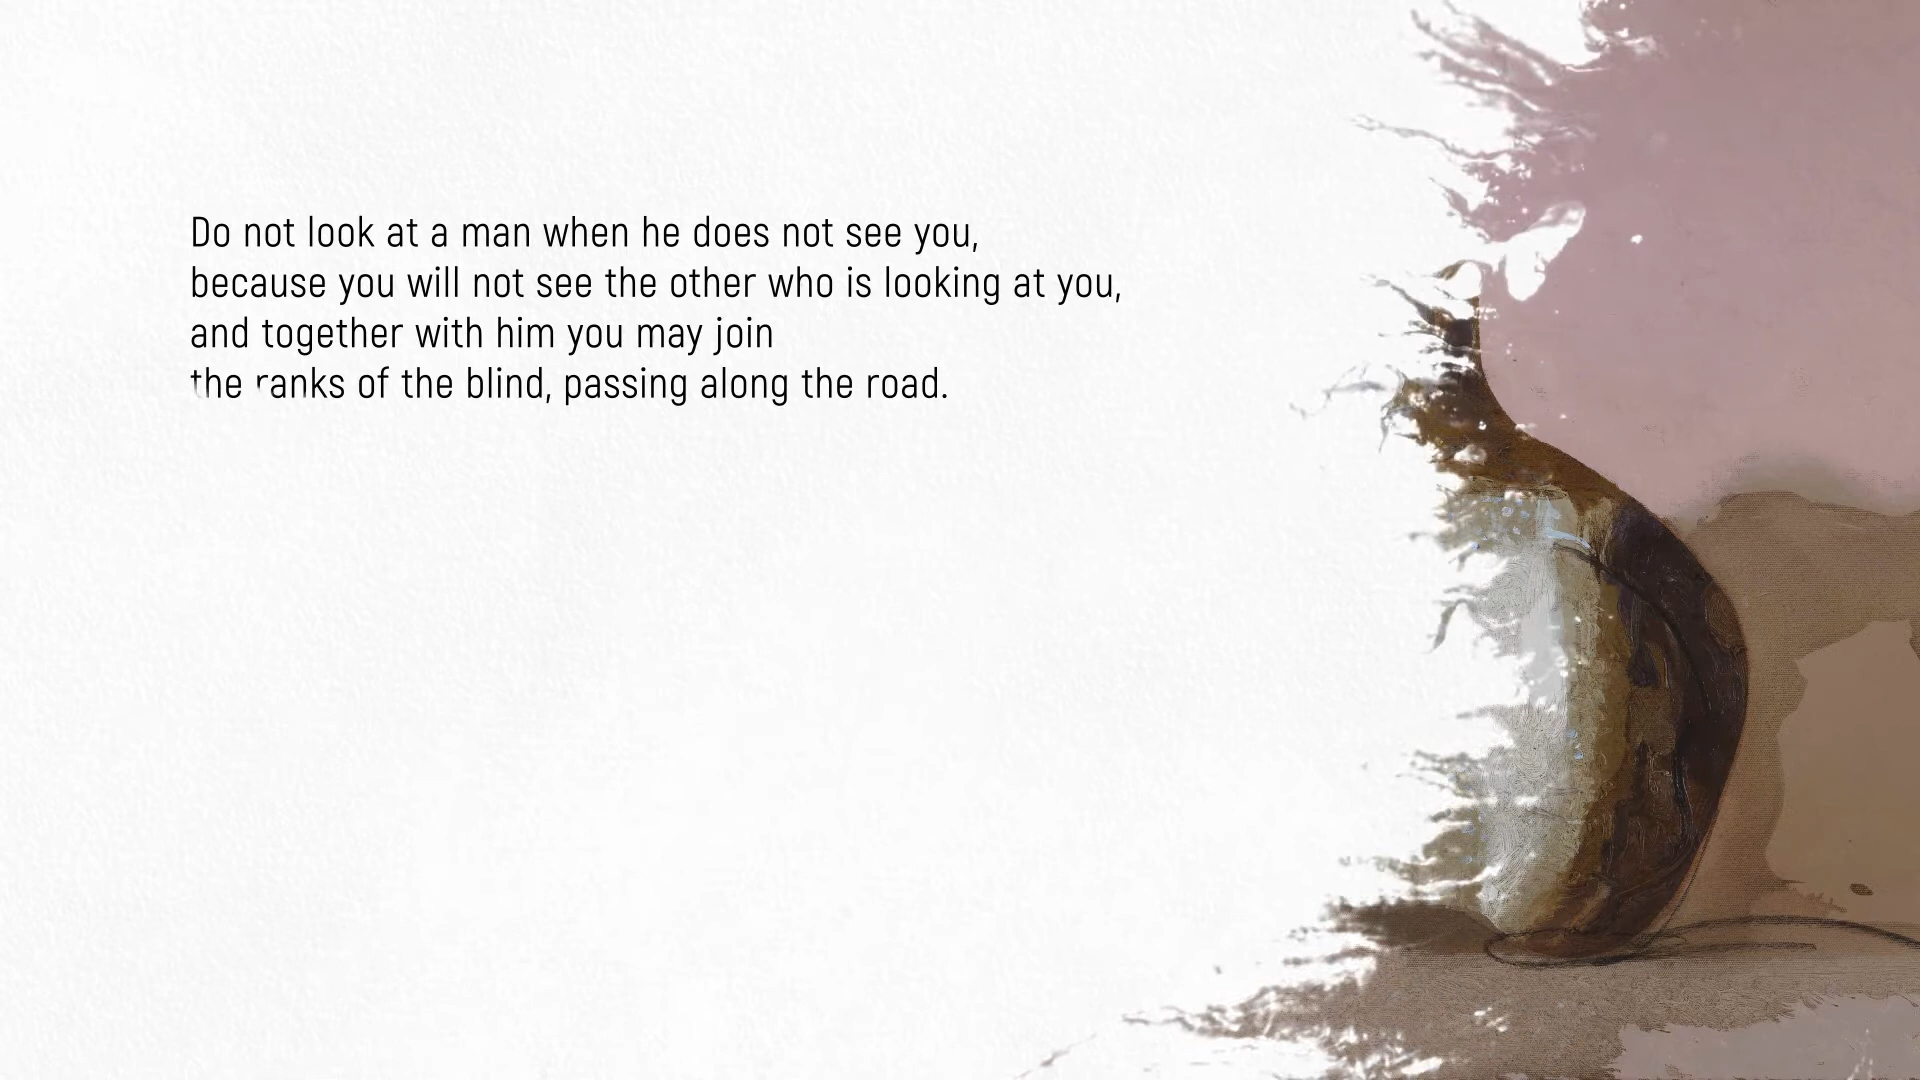 Do not look at a man when he does not see you,
because you will not see the other who is looking at you,
and together with him you may join
the ranks of the blind, passing along the road.